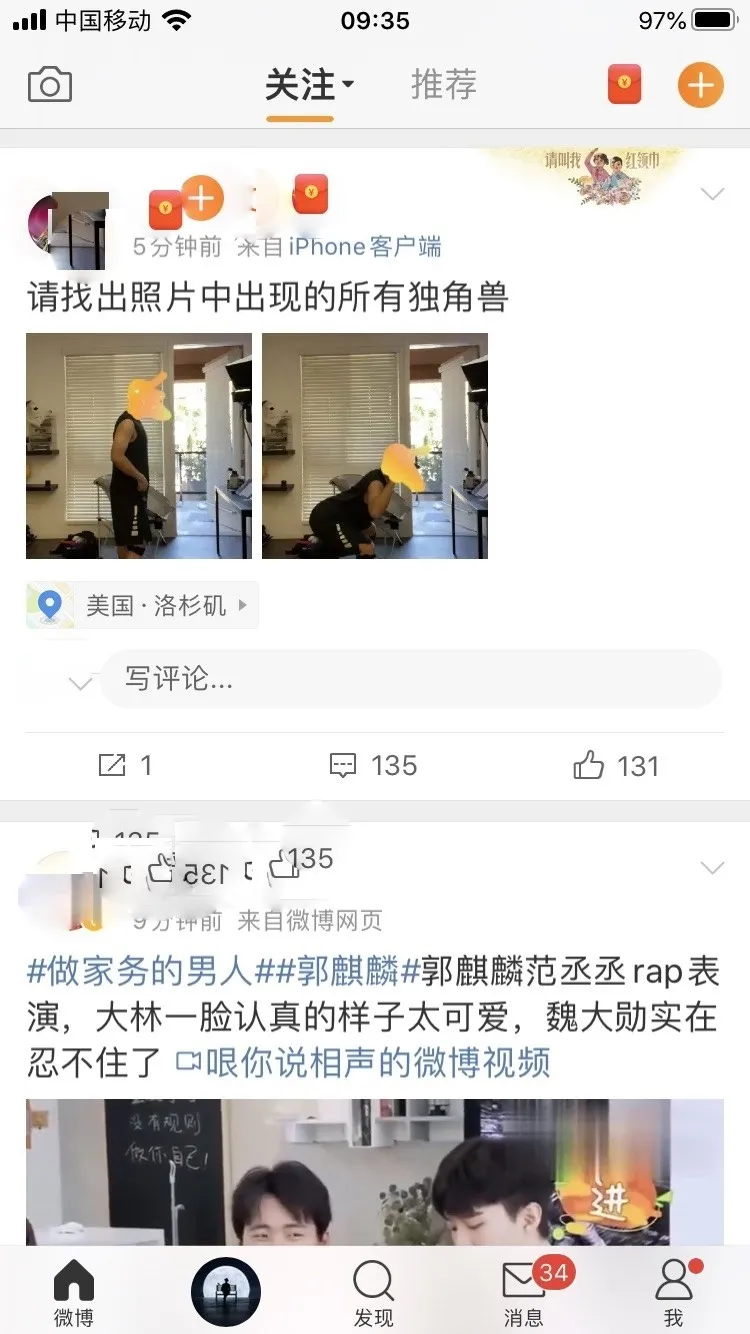 中国移动 09:35 97%
关注 推荐
请叫我 红领巾
5分钟前 来自 iPhone客户端
请找出照片中出现的所有独角兽
美国·洛杉矶
写评论...
1 135 131
135
135
9分钟前 来自微博网页
#做家务的男人##郭麒麟#郭麒麟范丞丞rap表
演，大林一脸认真的样子太可爱，魏大勋实在
忍不住了 哏你说相声的微博视频
没有规则
做你自己!
进
微博 发现 消息 34 我